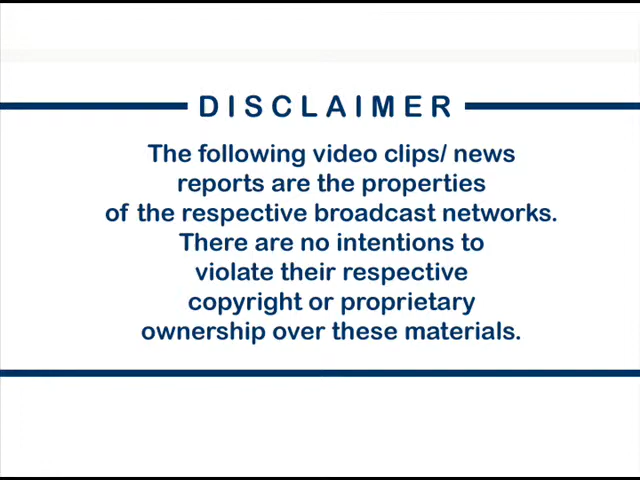 DISCLAIMER
The following video clips/ news
reports are the properties
of the respective broadcast networks.
There are no intentions to
violate their respective
copyright or proprietary
ownership over these materials.